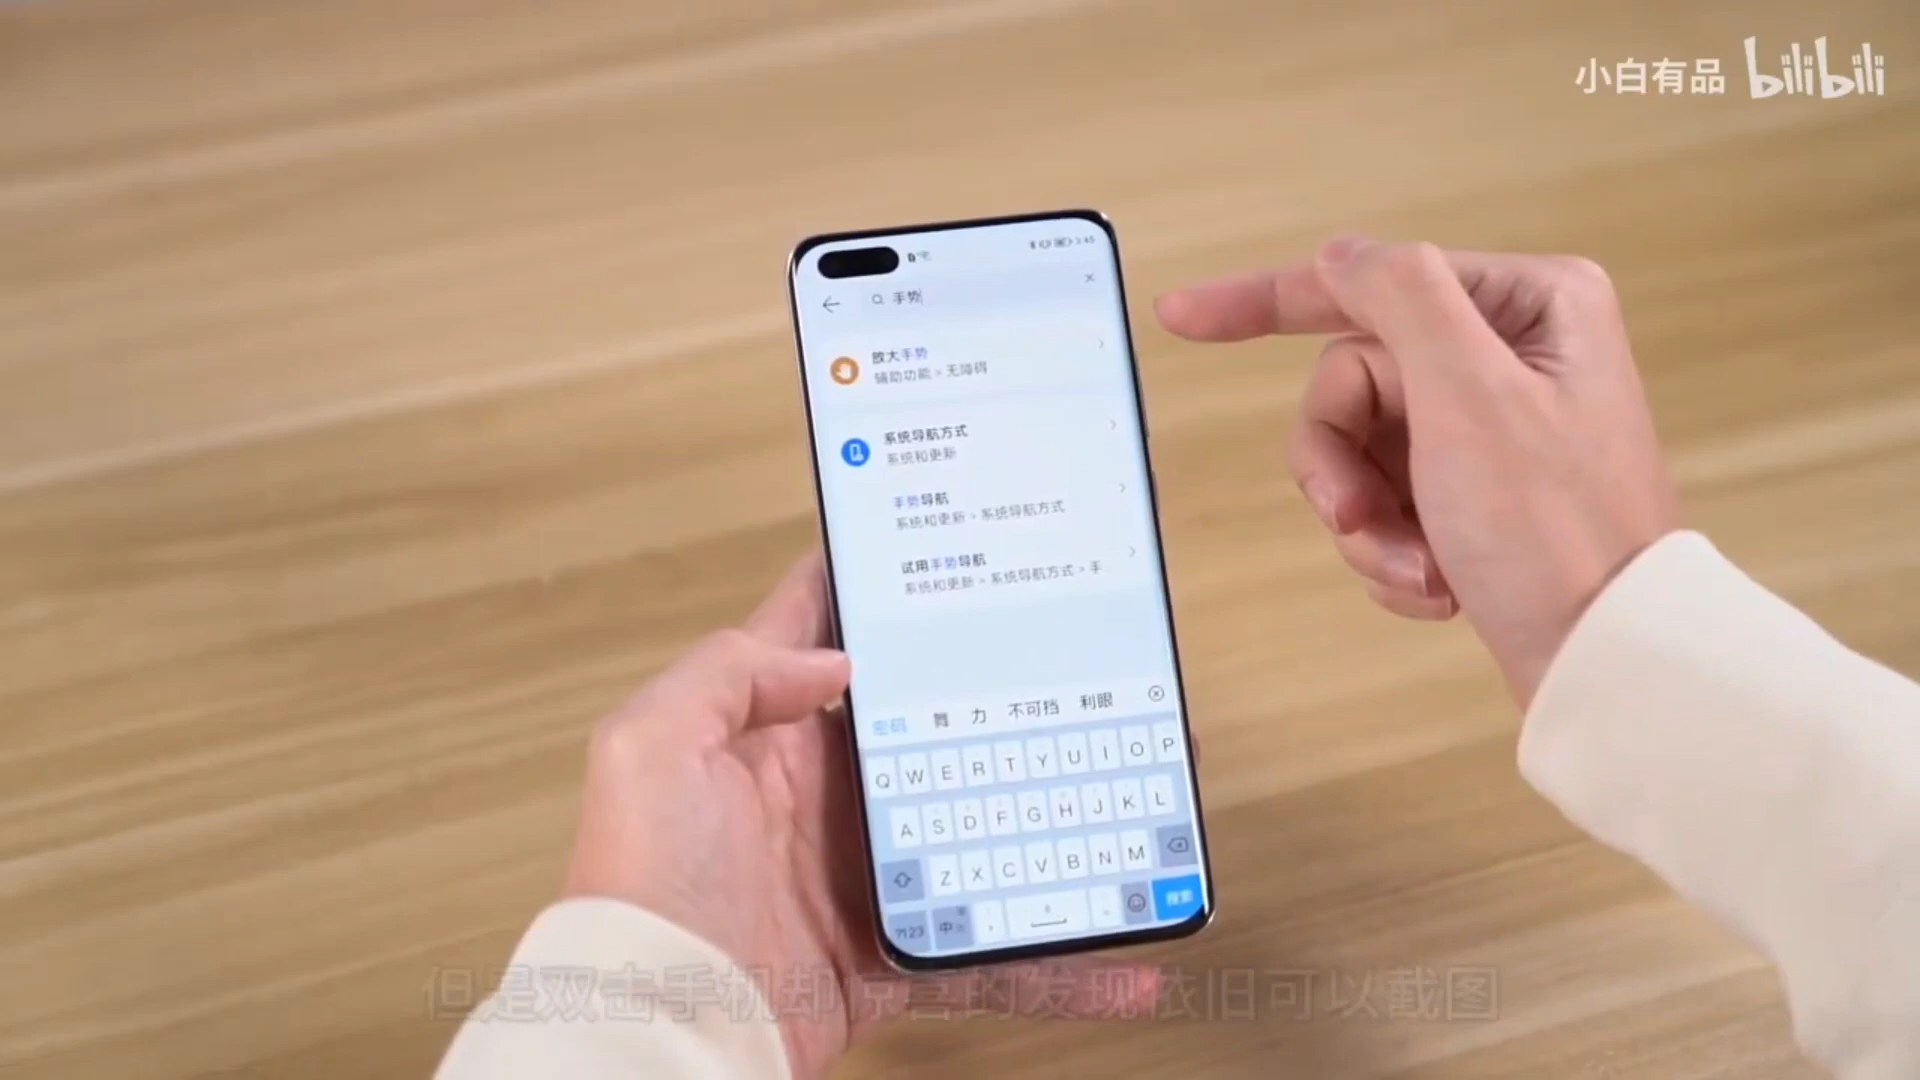 小白有品 bilibili
手势
放大手势
辅助功能 > 无障碍
系统导航方式
系统和更新
手势导航
系统和更新 > 系统导航方式
试用手势导航
系统和更新 > 系统导航方式 > 手...
密码 舞 力 不可挡 利眼
Q W E R T Y U I O P
A S D F G H J K L
Z X C V B N M
?123 中 搜索
但是双击手机却惊喜的发现依旧可以截图